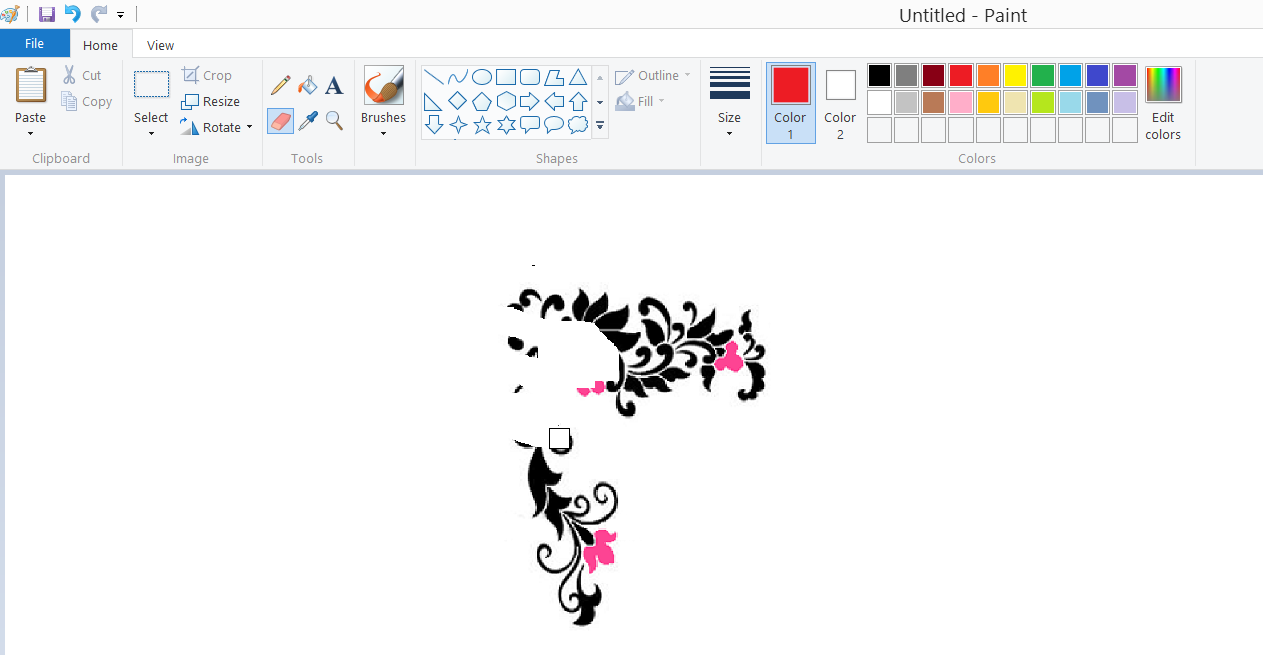 Untitled - Paint
File
Home
View
Paste
Cut
Copy
Clipboard
Select
Crop
Resize
Rotate
Image
A
Tools
Brushes
Outline
Fill
Shapes
Size
Color
1
Color
2
Edit
colors
Colors